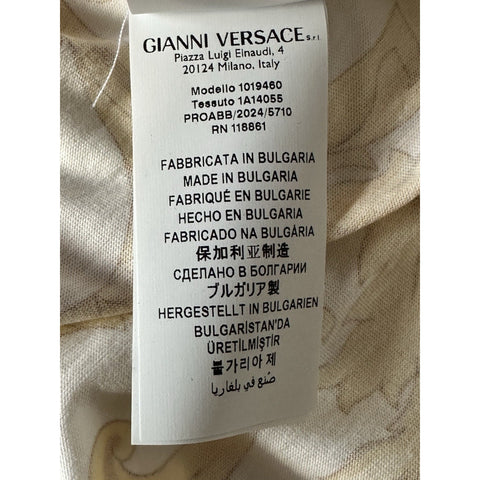 GIANNI VERSACE S.r.l.
Piazza Luigi Einaudi, 4
20124 Milano, Italy
Modello 1019460
Tessuto 1A14055
PROABB/2024/5710
RN 118861
FABBRICATA IN BULGARIA
MADE IN BULGARIA
FABRIQUÉ EN BULGARIE
HECHO EN BULGARIA
FABRICADO NA BULGÁRIA
保加利亚制造
СДЕЛАНО В БОЛГАРИИ
ブルガリア製
HERGESTELLT IN BULGARIEN
BULGARİSTAN'DA
ÜRETİLMİŞTİR
불가리아 제
صُنع في بلغاريا